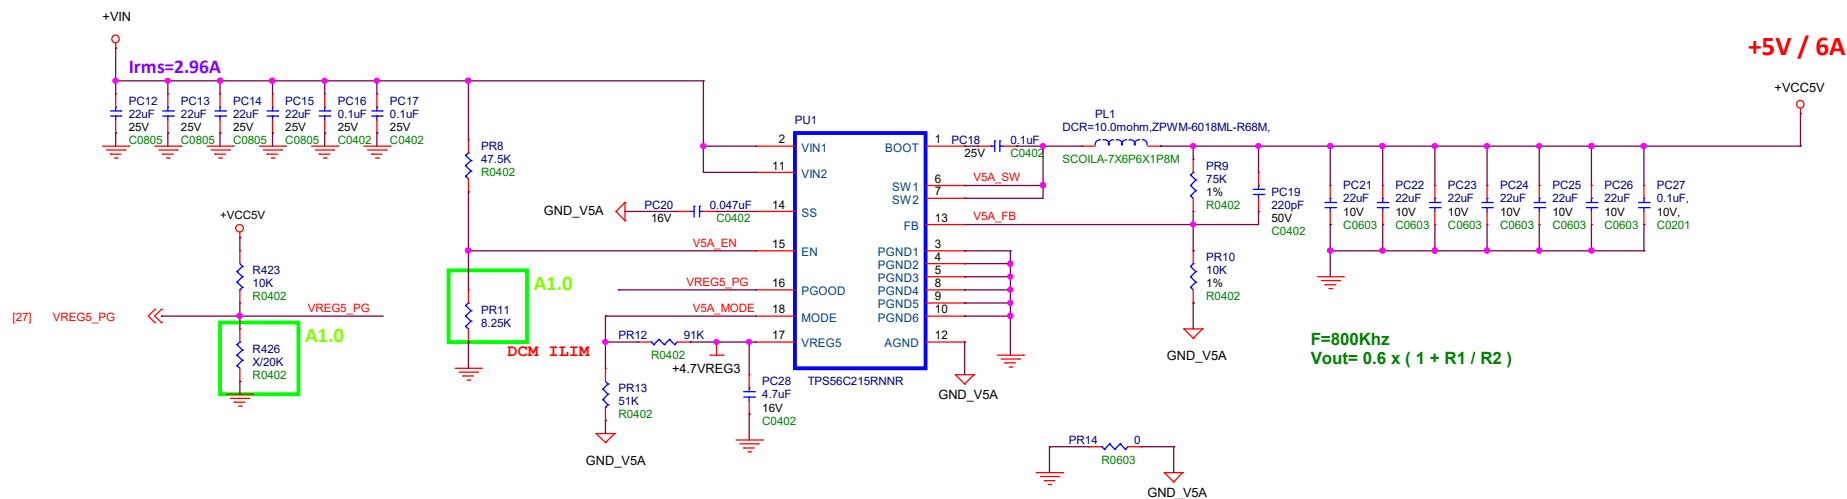 +VIN
Irms=2.96A
PC12
22uF
25V
C0805
PC13
22uF
25V
C0805
PC14
22uF
25V
C0805
PC15
22uF
25V
C0805
PC16
0.1uF
25V
C0402
PC17
0.1uF
25V
C0402
+5V / 6A
+VCC5V
PR8
47.5K
R0402
PU1
2
VIN1
11
VIN2
14
SS
15
EN
16
PGOOD
18
MODE
17
VREG5
BOOT
1
SW1
6
SW2
7
FB
13
PGND1
3
PGND2
4
PGND3
5
PGND4
8
PGND5
9
PGND6
10
AGND
12
TPS56C215RNNR
PC18
25V
0.1uF
C0402
PL1
DCR=10.0mohm,ZPWM-6018ML-R68M,
SCOILA-7X6P6X1P8M
V5A_SW
V5A_FB
PR9
75K
1%
R0402
PC19
220pF
50V
C0402
PR10
10K
1%
R0402
GND_V5A
PC21
22uF
10V
C0603
PC22
22uF
10V
C0603
PC23
22uF
10V
C0603
PC24
22uF
10V
C0603
PC25
22uF
10V
C0603
PC26
22uF
10V
C0603
PC27
0.1uF,
10V,
C0201
GND_V5A
PC20
16V
0.047uF
C0402
V5A_EN
VREG5_PG
V5A_MODE
+VCC5V
R423
10K
R0402
[27]
VREG5_PG
VREG5_PG
R426
X/20K
R0402
A1.0
PR11
8.25K
A1.0
DCM ILIM
PR12
91K
R0402
+4.7VREG3
PR13
51K
R0402
GND_V5A
PC28
4.7uF
16V
C0402
GND_V5A
F=800Khz
Vout= 0.6 x ( 1 + R1 / R2 )
PR14
0
R0603
GND_V5A